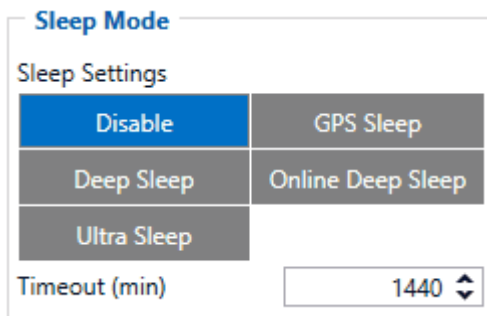 Sleep Mode
Sleep Settings
Disable GPS Sleep
Deep Sleep Online Deep Sleep
Ultra Sleep
Timeout (min) 1440